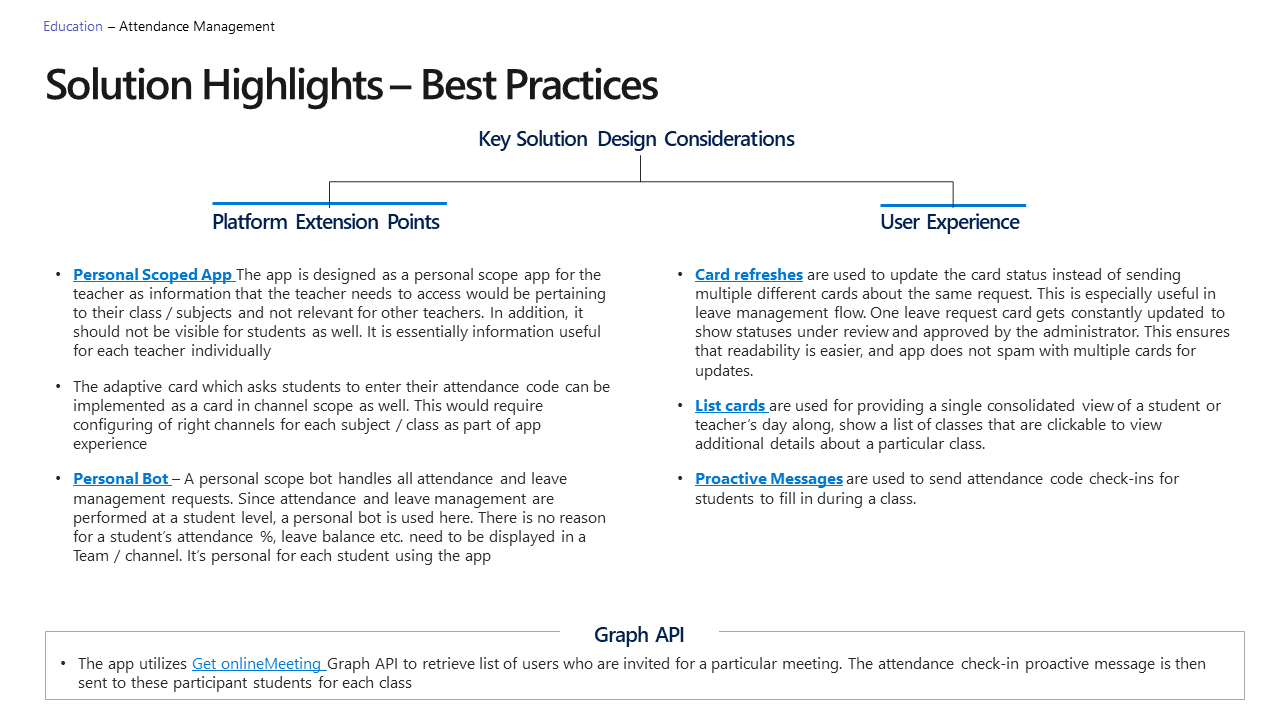 Education – Attendance Management
Solution Highlights – Best Practices
Key Solution Design Considerations
Platform Extension Points
• Personal Scoped App The app is designed as a personal scope app for the
teacher as information that the teacher needs to access would be pertaining
to their class / subjects and not relevant for other teachers. In addition, it
should not be visible for students as well. It is essentially information useful
for each teacher individually
• The adaptive card which asks students to enter their attendance code can be
implemented as a card in channel scope as well. This would require
configuring of right channels for each subject / class as part of app
experience
• Personal Bot – A personal scope bot handles all attendance and leave
management requests. Since attendance and leave management are
performed at a student level, a personal bot is used here. There is no reason
for a student’s attendance %, leave balance etc. need to be displayed in a
Team / channel. It’s personal for each student using the app
User Experience
• Card refreshes are used to update the card status instead of sending
multiple different cards about the same request. This is especially useful in
leave management flow. One leave request card gets constantly updated to
show statuses under review and approved by the administrator. This ensures
that readability is easier, and app does not spam with multiple cards for
updates.
• List cards are used for providing a single consolidated view of a student or
teacher’s day along, show a list of classes that are clickable to view
additional details about a particular class.
• Proactive Messages are used to send attendance code check-ins for
students to fill in during a class.
Graph API
• The app utilizes Get onlineMeeting Graph API to retrieve list of users who are invited for a particular meeting. The attendance check-in proactive message is then
sent to these participant students for each class